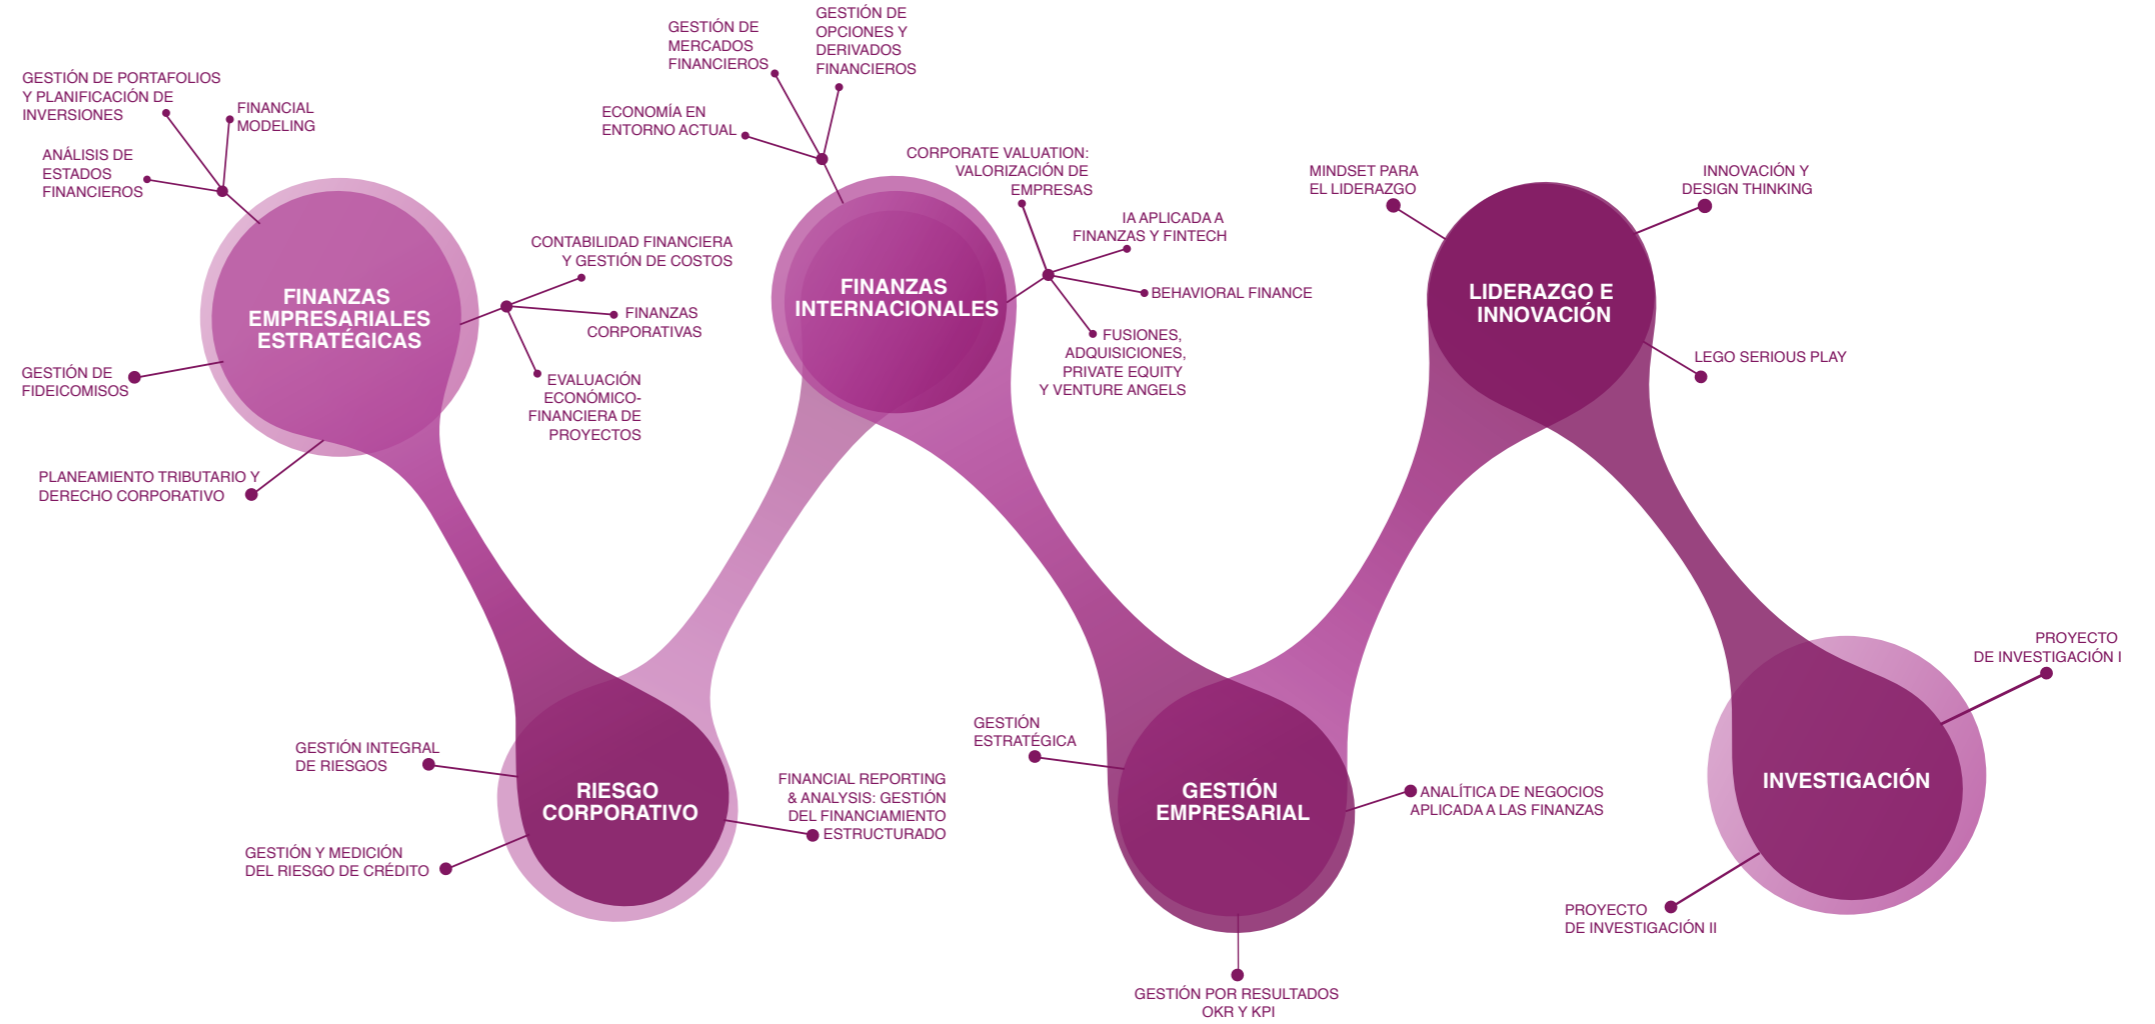 GESTIÓN DE PORTAFOLIOS
Y PLANIFICACIÓN DE
INVERSIONES
FINANCIAL
MODELING
ANÁLISIS DE
ESTADOS
FINANCIEROS
FINANZAS
EMPRESARIALES
ESTRATÉGICAS
CONTABILIDAD FINANCIERA
Y GESTIÓN DE COSTOS
FINANZAS
CORPORATIVAS
EVALUACIÓN
ECONÓMICO-
FINANCIERA DE
PROYECTOS
GESTIÓN DE
FIDEICOMISOS
PLANEAMIENTO TRIBUTARIO Y
DERECHO CORPORATIVO
GESTIÓN INTEGRAL
DE RIESGOS
GESTIÓN Y MEDICIÓN
DEL RIESGO DE CRÉDITO
RIESGO
CORPORATIVO
FINANCIAL REPORTING
& ANALYSIS: GESTIÓN
DEL FINANCIAMIENTO
ESTRUCTURADO
GESTIÓN DE
MERCADOS
FINANCIEROS
GESTIÓN DE
OPCIONES Y
DERIVADOS
FINANCIEROS
ECONOMÍA EN
ENTORNO ACTUAL
FINANZAS
INTERNACIONALES
CORPORATE VALUATION:
VALORIZACIÓN DE
EMPRESAS
IA APLICADA A
FINANZAS Y FINTECH
BEHAVIORAL FINANCE
FUSIONES,
ADQUISICIONES,
PRIVATE EQUITY
Y VENTURE ANGELS
GESTIÓN
ESTRATÉGICA
GESTIÓN
EMPRESARIAL
ANALÍTICA DE NEGOCIOS
APLICADA A LAS FINANZAS
GESTIÓN POR RESULTADOS
OKR Y KPI
MINDSET PARA
EL LIDERAZGO
INNOVACIÓN Y
DESIGN THINKING
LIDERAZGO E
INNOVACIÓN
LEGO SERIOUS PLAY
PROYECTO
DE INVESTIGACIÓN I
INVESTIGACIÓN
PROYECTO
DE INVESTIGACIÓN II